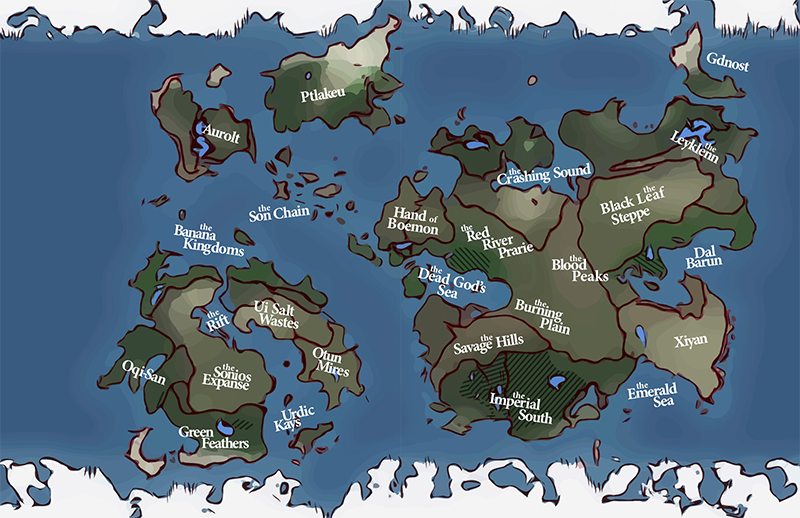 Gdnost
Ptlakeu
Aurolt
the
Leyklenn
the
Crashing Sound
the
Black Leaf
Steppe
the
Son Chain
Hand of
Boemon
the
Red
River
Prarie
the
Banana
Kingdoms
the
Blood
Peaks
Dal
Barun
the
Dead God's
Sea
the
Rift
Ui Salt
Wastes
the
Burning
Plain
the
Savage Hills
Xiyan
Otun
Mires
Oqi-San
the
Sonios
Expanse
the
Emerald
Sea
the
Imperial
South
Urdic
Kays
Green
Feathers